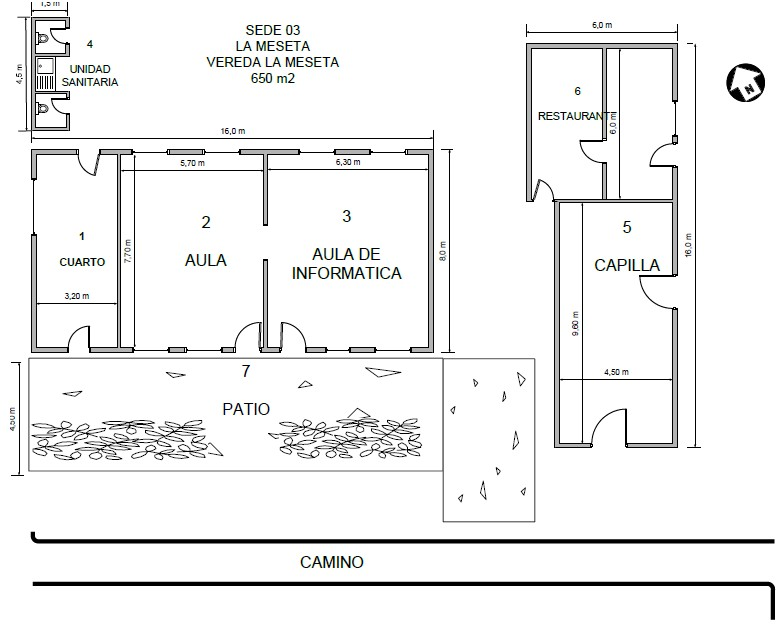 1,5 m
SEDE 03
LA MESETA
VEREDA LA MESETA
650 m2
6,0 m
4
UNIDAD
SANITARIA
4,5 m
N
6
RESTAURANTE
6,0 m
16,0 m
5,70 m
6,30 m
1
CUARTO
3,20 m
2
AULA
7,70 m
3
AULA DE
INFORMATICA
8,0 m
5
CAPILLA
9,60 m
4,50 m
16,0 m
7
PATIO
4,50 m
CAMINO